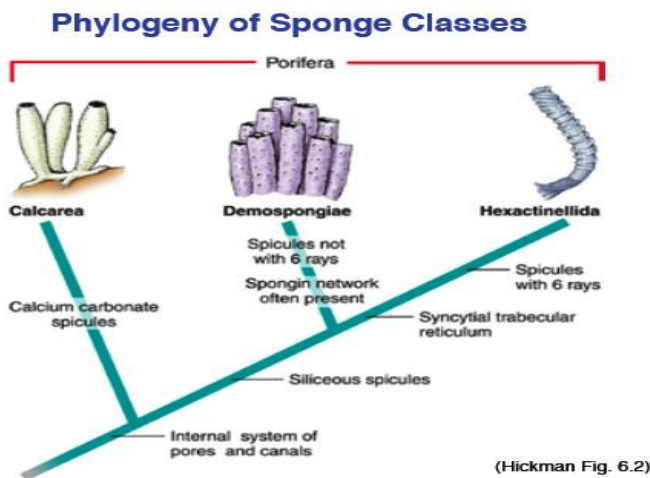 Phylogeny of Sponge Classes
Porifera
Calcarea
Demospongiae
Hexactinellida
Spicules not
with 6 rays
Spongin network
often present
Spicules
with 6 rays
Calcium carbonate
spicules
Syncytial trabecular
reticulum
Siliceous spicules
Internal system of
pores and canals
(Hickman Fig. 6.2)